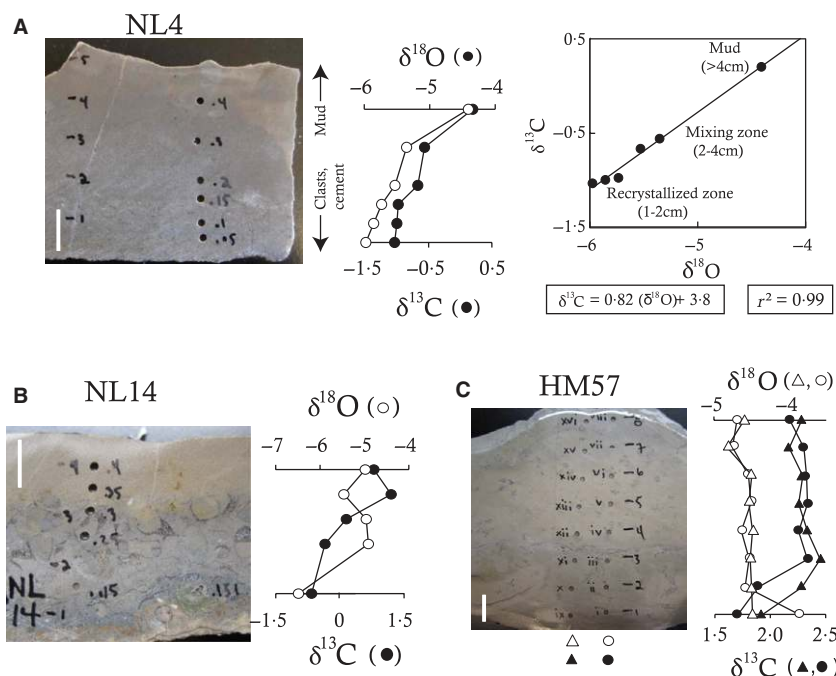 A
NL4
-5
-4 .4
-3 .3
-2 .2
.15
-1 .1
.05
Mud
Clasts,
cement
δ¹⁸O (●)
−6 −5 −4
−1·5 −0·5 0·5
δ¹³C (●)
0·5
−0·5
−1·5
δ¹³C
Mud
(>4cm)
Mixing zone
(2-4cm)
Recrystallized zone
(1-2cm)
−6 −5 −4
δ¹⁸O
δ¹³C = 0·82 (δ¹⁸O)+ 3·8
r² = 0·99
B
NL14
-4 .4
.35
-3 .3
.25
-2
.15 .151
NL
14-1
δ¹⁸O (○)
−7 −6 −5 −4
−1·5 0 1·5
δ¹³C (●)
C
HM57
xvi viii -8
xv vii -7
xiv vi -6
xiii v -5
xii iv -4
xi iii -3
x ii -2
ix i -1
△ ○
▲ ●
δ¹⁸O (△,○)
−5 −4
1·5 2·0 2·5
δ¹³C (▲,●)